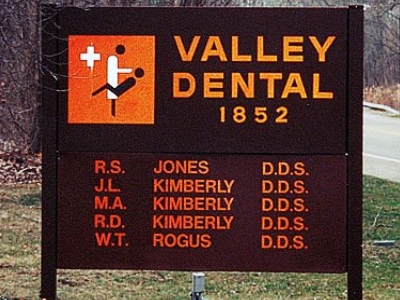 VALLEY
DENTAL
1852
R.S. JONES D.D.S.
J.L. KIMBERLY D.D.S.
M.A. KIMBERLY D.D.S.
R.D. KIMBERLY D.D.S.
W.T. ROGUS D.D.S.